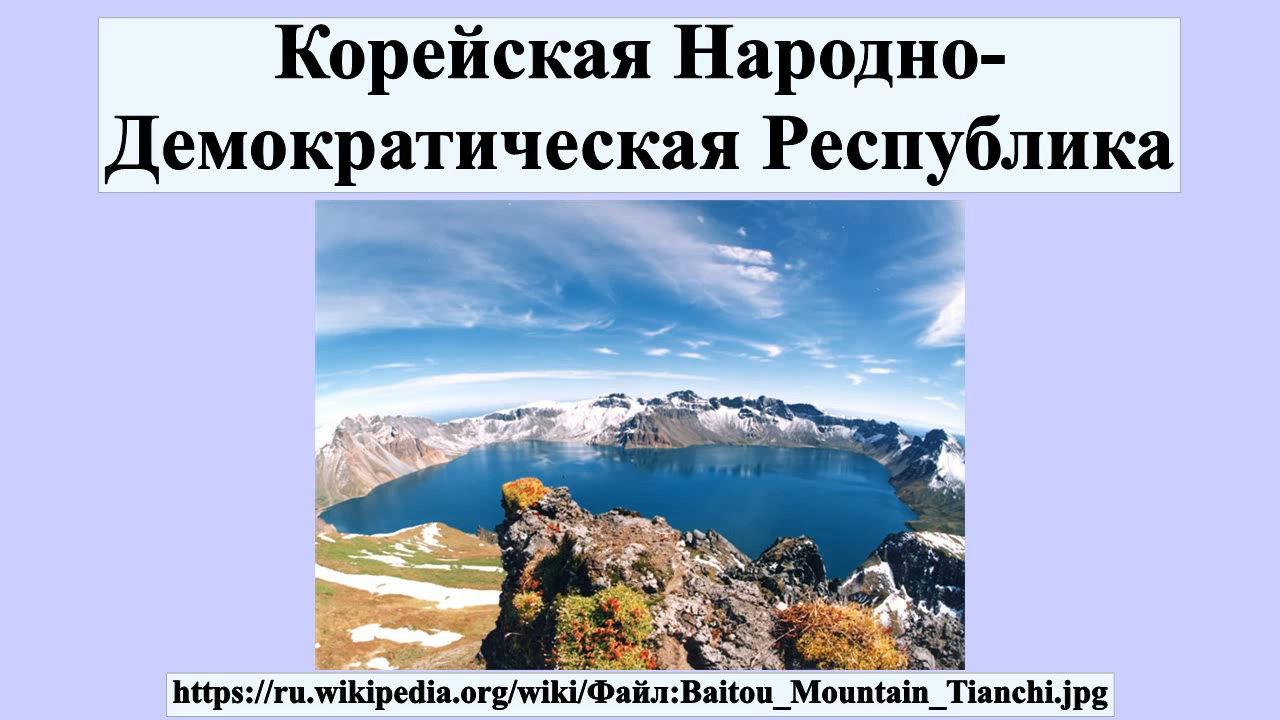 Корейская Народно-
Демократическая Республика
https://ru.wikipedia.org/wiki/Файл:Baitou_Mountain_Tianchi.jpg